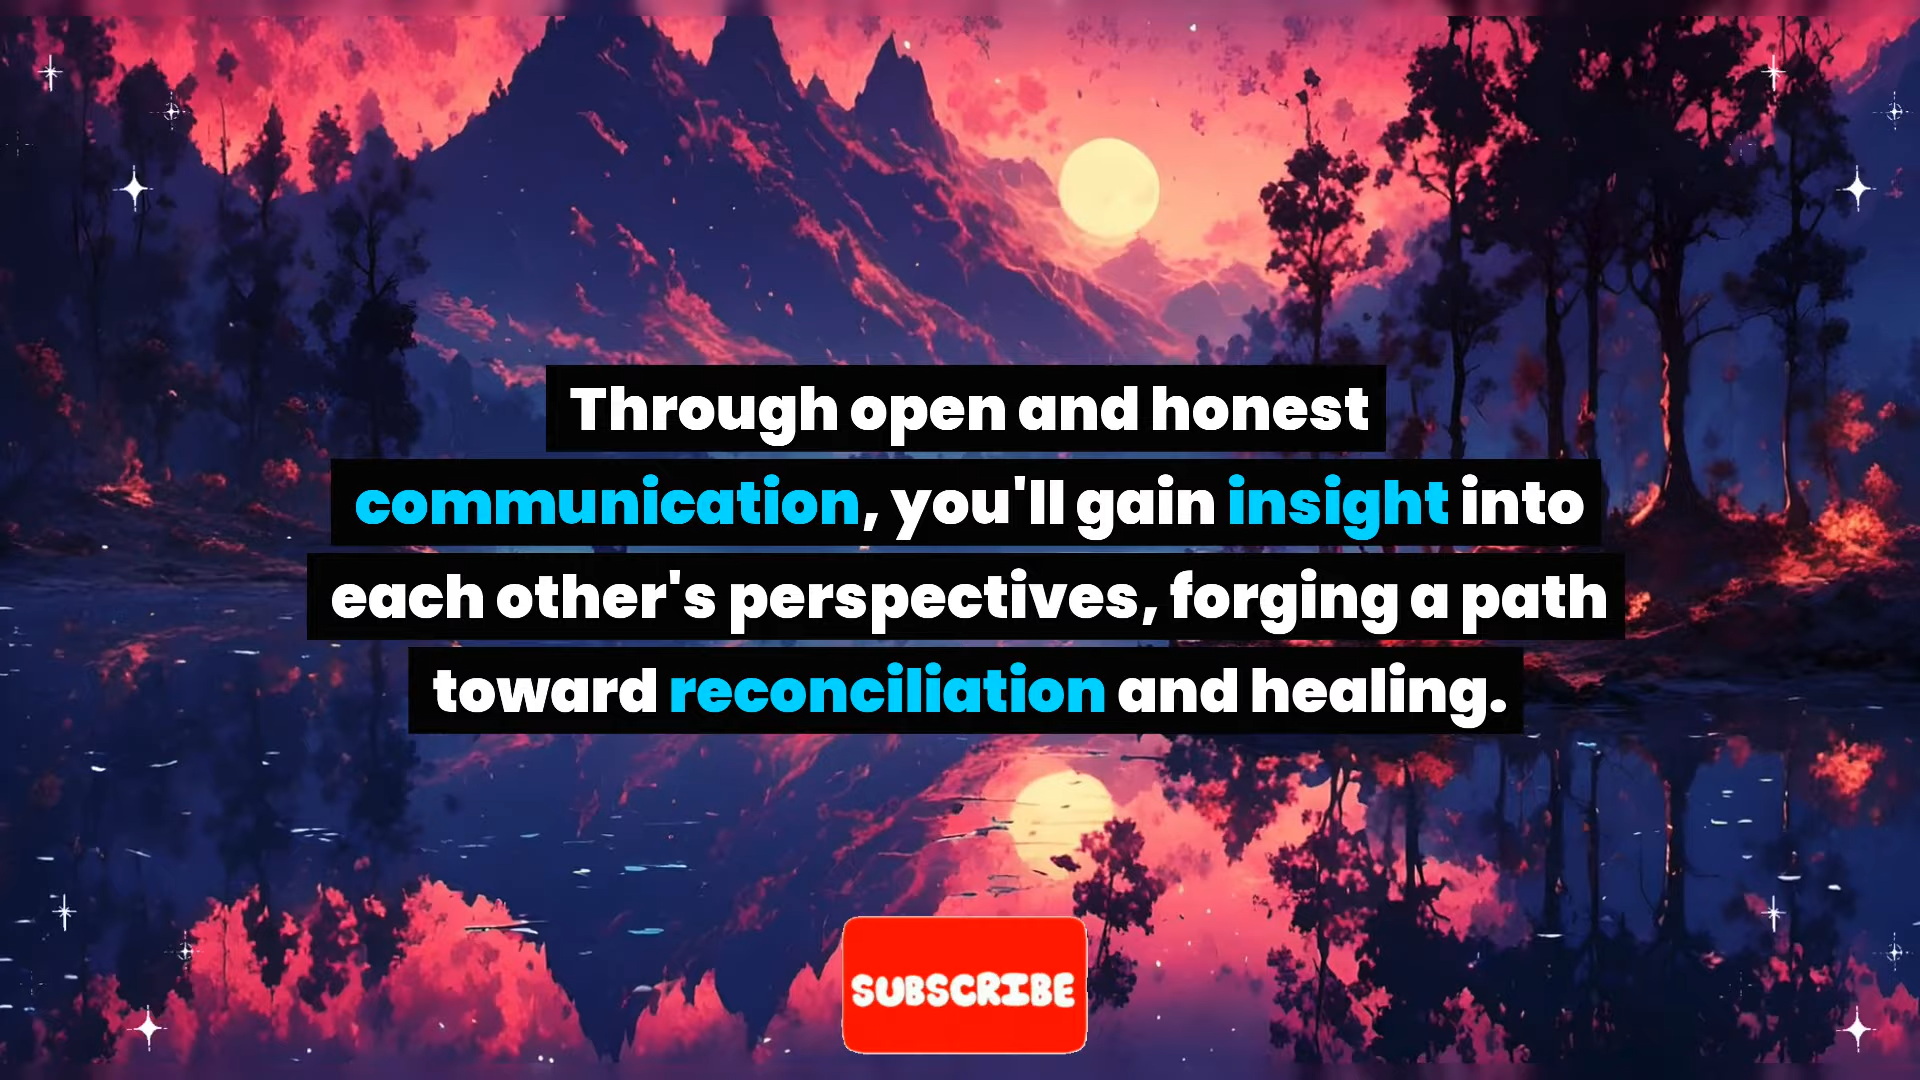 Through open and honest
communication, you'll gain insight into
each other's perspectives, forging a path
toward reconciliation and healing.
SUBSCRIBE